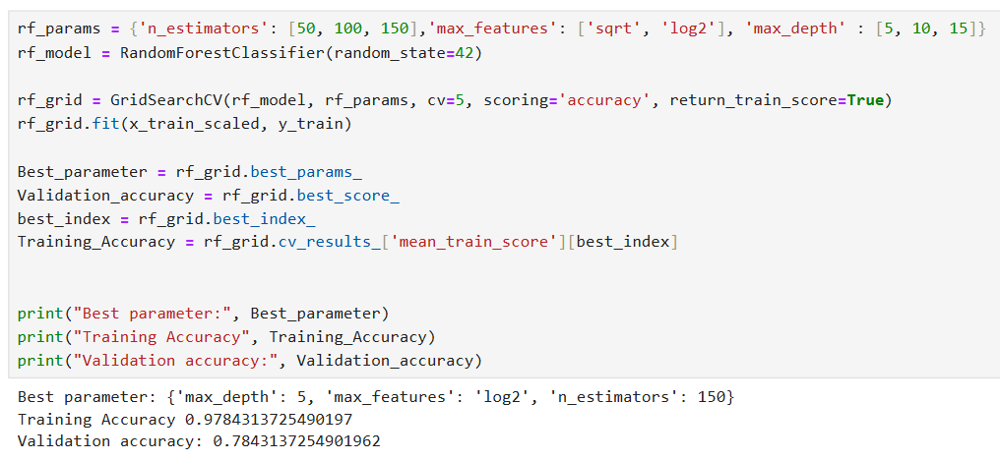 rf_params = {'n_estimators': [50, 100, 150],'max_features': ['sqrt', 'log2'], 'max_depth' : [5, 10, 15]}
rf_model = RandomForestClassifier(random_state=42)
rf_grid = GridSearchCV(rf_model, rf_params, cv=5, scoring='accuracy', return_train_score=True)
rf_grid.fit(x_train_scaled, y_train)
Best_parameter = rf_grid.best_params_
Validation_accuracy = rf_grid.best_score_
best_index = rf_grid.best_index_
Training_Accuracy = rf_grid.cv_results_['mean_train_score'][best_index]
print("Best parameter:", Best_parameter)
print("Training Accuracy", Training_Accuracy)
print("Validation accuracy:", Validation_accuracy)
Best parameter: {'max_depth': 5, 'max_features': 'log2', 'n_estimators': 150}
Training Accuracy 0.9784313725490197
Validation accuracy: 0.7843137254901962